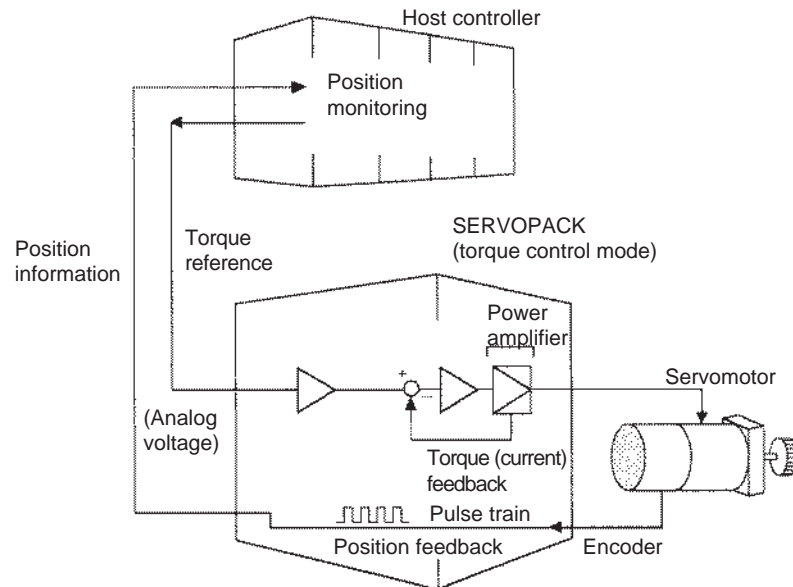 Host controller
Position
monitoring
SERVOPACK
(torque control mode)
Position
information
Torque
reference
Power
amplifier
+
−
Servomotor
(Analog
voltage)
Torque (current)
feedback
Pulse train
Position feedback
Encoder